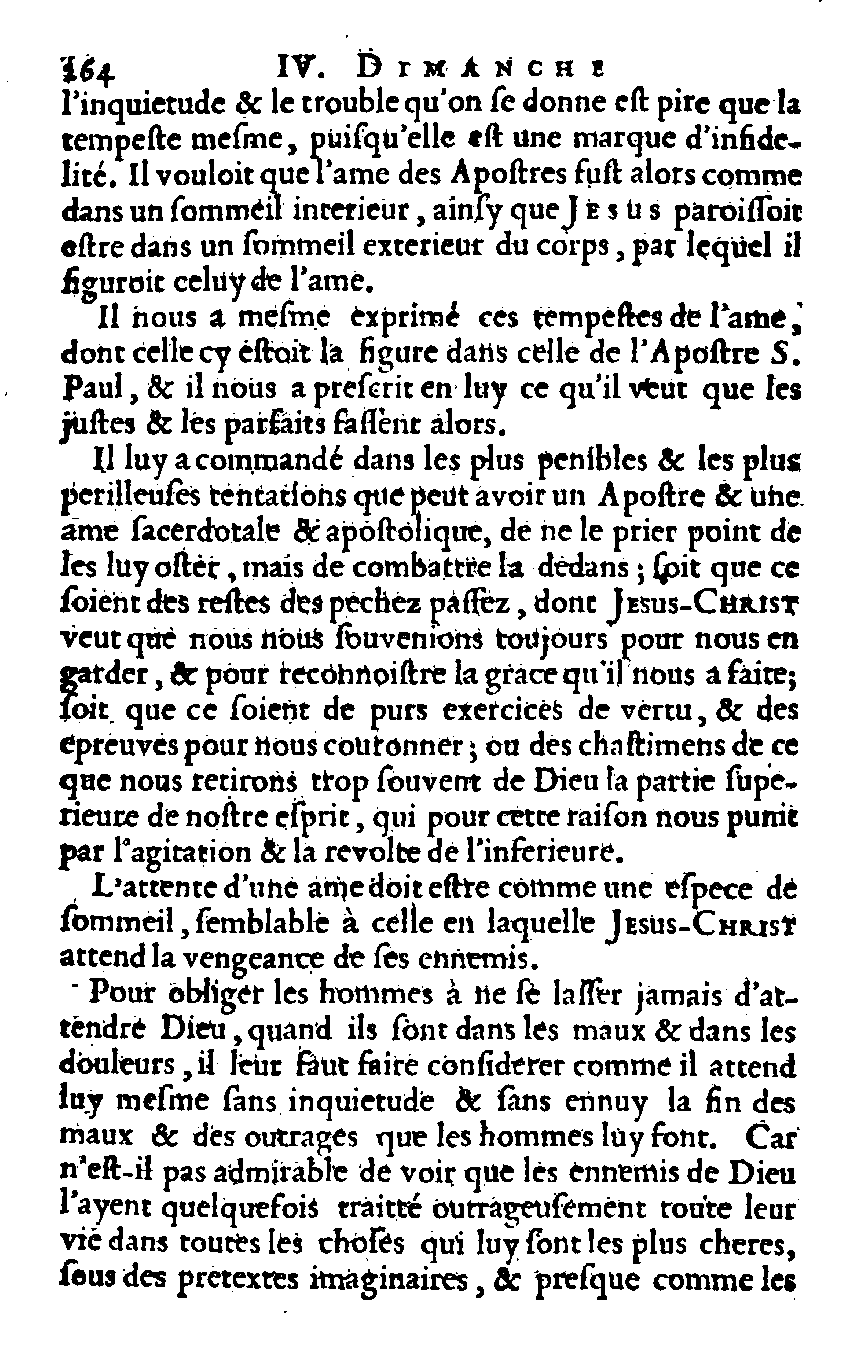 164 IV. DIMANCHE
l'inquietude & le trouble qu'on ſe donne eſt pire que la
tempeſte meſme, puiſqu'elle eſt une marque d'infide-
lité. Il vouloit que l'ame des Apoſtres fuſt alors comme
dans un ſommeil interieur, ainſy que JESUS paroiſſoit
eſtre dans un ſommeil exterieur du corps, par lequel il
figuroit celuy de l'ame.
Il nous a meſme exprimé ces tempeſtes de l'ame,
dont celle cy eſtoit la figure dans celle de l'Apoſtre S.
Paul, & il nous a preſcrit en luy ce qu'il veut que les
juſtes & les parfaits faſſent alors.
Il luy a commandé dans les plus penibles & les plus
perilleuſes tentations que peut avoir un Apoſtre & une
ame ſacerdotale & apoſtolique, de ne le prier point de
les luy oſter, mais de combattre la dedans; ſoit que ce
ſoient des reſtes des pechez paſſez, dont JESUS-CHRIST
veut que nous nous ſouvenions toujours pour nous en
garder, & pour reconnoiſtre la grace qu'il nous a faite;
ſoit que ce ſoient de purs exercices de vertu, & des
epreuves pour nous couronner; ou des chaſtimens de ce
que nous retirons trop ſouvent de Dieu la partie ſupe-
rieure de noſtre eſprit, qui pour cette raiſon nous punit
par l'agitation & la revolte de l'inferieure.
L'attente d'une ame doit eſtre comme une eſpece de
ſommeil, ſemblable à celle en laquelle JESUS-CHRIST
attend la vengeance de ſes ennemis.
Pour obliger les hommes à ne ſe laſſer jamais d'at-
tendre Dieu, quand ils ſont dans les maux & dans les
douleurs, il leur faut faire conſiderer comme il attend
luy meſme ſans inquietude & ſans ennuy la fin des
maux & des outrages que les hommes luy font. Car
n'eſt-il pas admirable de voir que les ennemis de Dieu
l'ayent quelquefois traitté outrageuſement toute leur
vie dans toutes les choſes qui luy ſont les plus cheres,
ſous des pretextes imaginaires, & preſque comme les